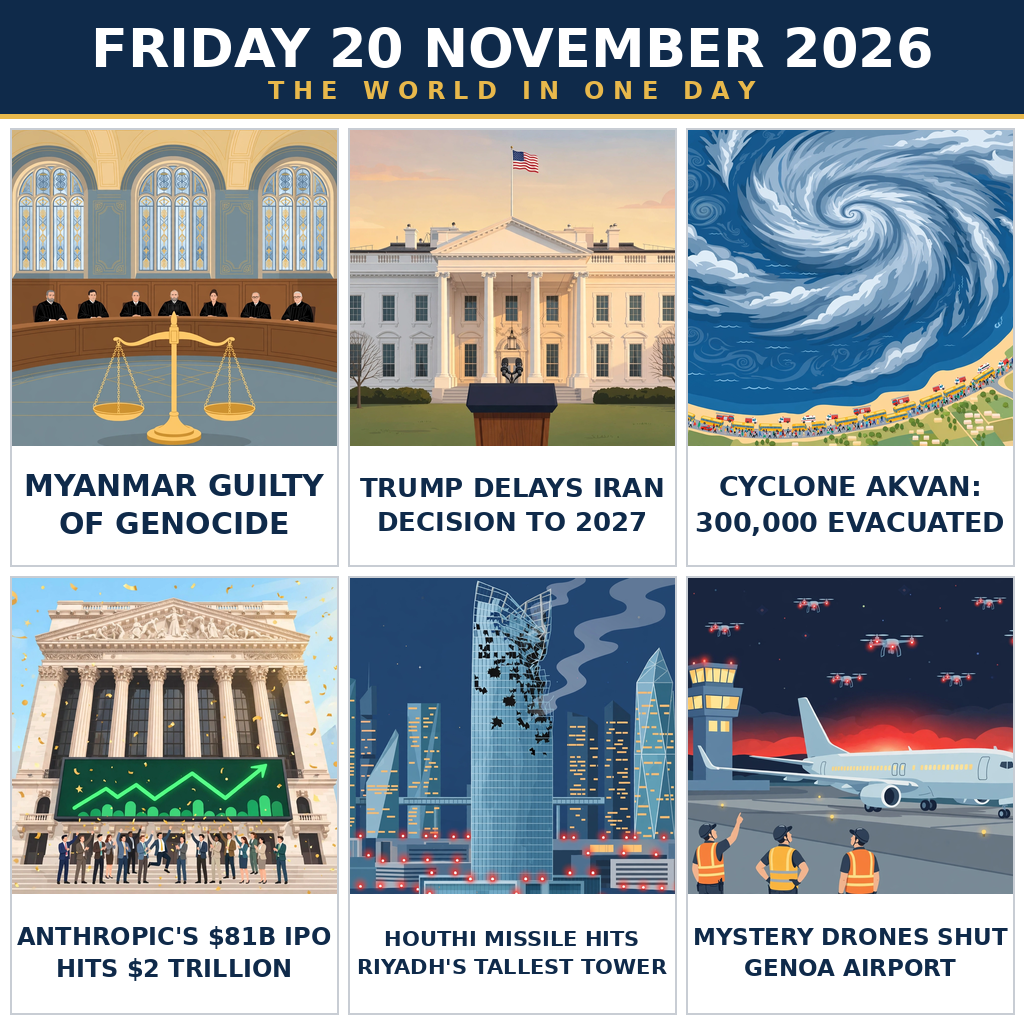 FRIDAY 20 NOVEMBER 2026
THE WORLD IN ONE DAY
MYANMAR GUILTY
OF GENOCIDE
TRUMP DELAYS IRAN
DECISION TO 2027
CYCLONE AKVAN:
300,000 EVACUATED
ANTHROPIC'S $81B IPO
HITS $2 TRILLION
HOUTHI MISSILE HITS
RIYADH'S TALLEST TOWER
MYSTERY DRONES SHUT
GENOA AIRPORT